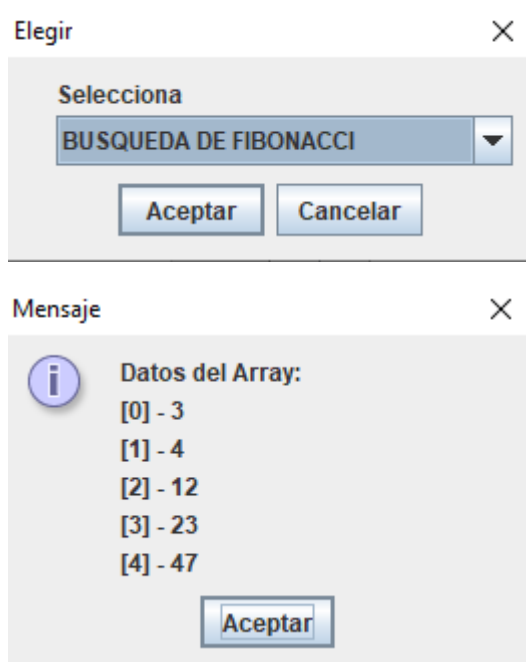 Elegir
Selecciona
BUSQUEDA DE FIBONACCI
Aceptar Cancelar
Mensaje
Datos del Array:
[0] - 3
[1] - 4
[2] - 12
[3] - 23
[4] - 47
Aceptar